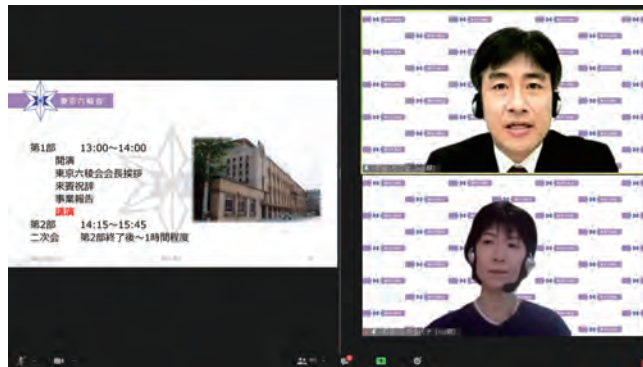 東京六稜会
第1部 13:00～14:00
開演
東京六稜会会長挨拶
来賓祝辞
事業報告
講演
第2部 14:15～15:45
二次会 第2部終了後～1時間程度